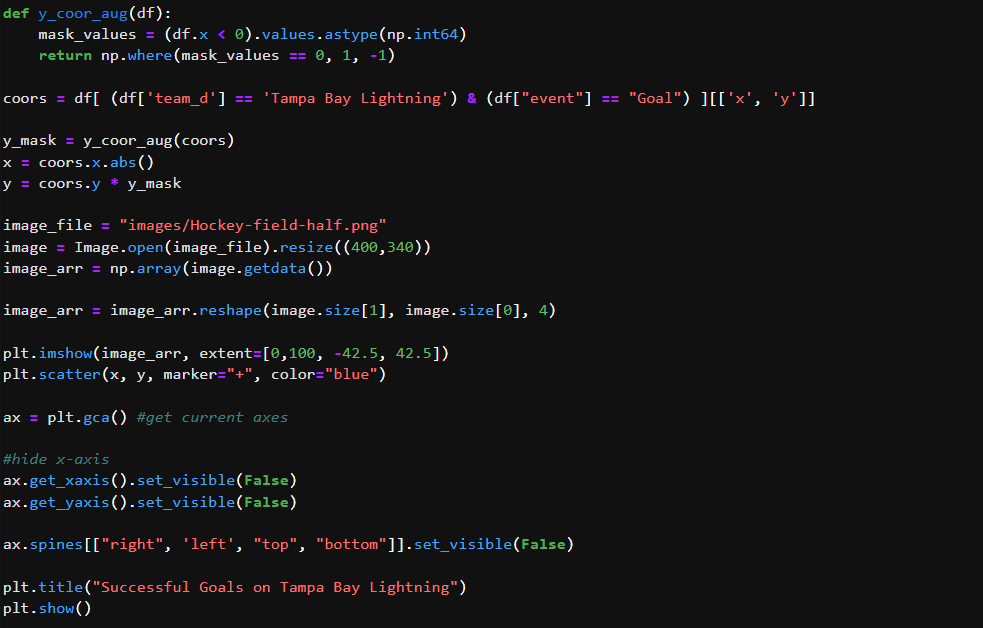 def y_coor_aug(df):
    mask_values = (df.x < 0).values.astype(np.int64)
    return np.where(mask_values == 0, 1, -1)

coors = df[ (df['team_d'] == 'Tampa Bay Lightning') & (df["event"] == "Goal") ][['x', 'y']]

y_mask = y_coor_aug(coors)
x = coors.x.abs()
y = coors.y * y_mask

image_file = "images/Hockey-field-half.png"
image = Image.open(image_file).resize((400,340))
image_arr = np.array(image.getdata())

image_arr = image_arr.reshape(image.size[1], image.size[0], 4)

plt.imshow(image_arr, extent=[0,100, -42.5, 42.5])
plt.scatter(x, y, marker="+", color="blue")

ax = plt.gca() #get current axes

#hide x-axis
ax.get_xaxis().set_visible(False)
ax.get_yaxis().set_visible(False)

ax.spines[["right", 'left', "top", "bottom"]].set_visible(False)

plt.title("Successful Goals on Tampa Bay Lightning")
plt.show()